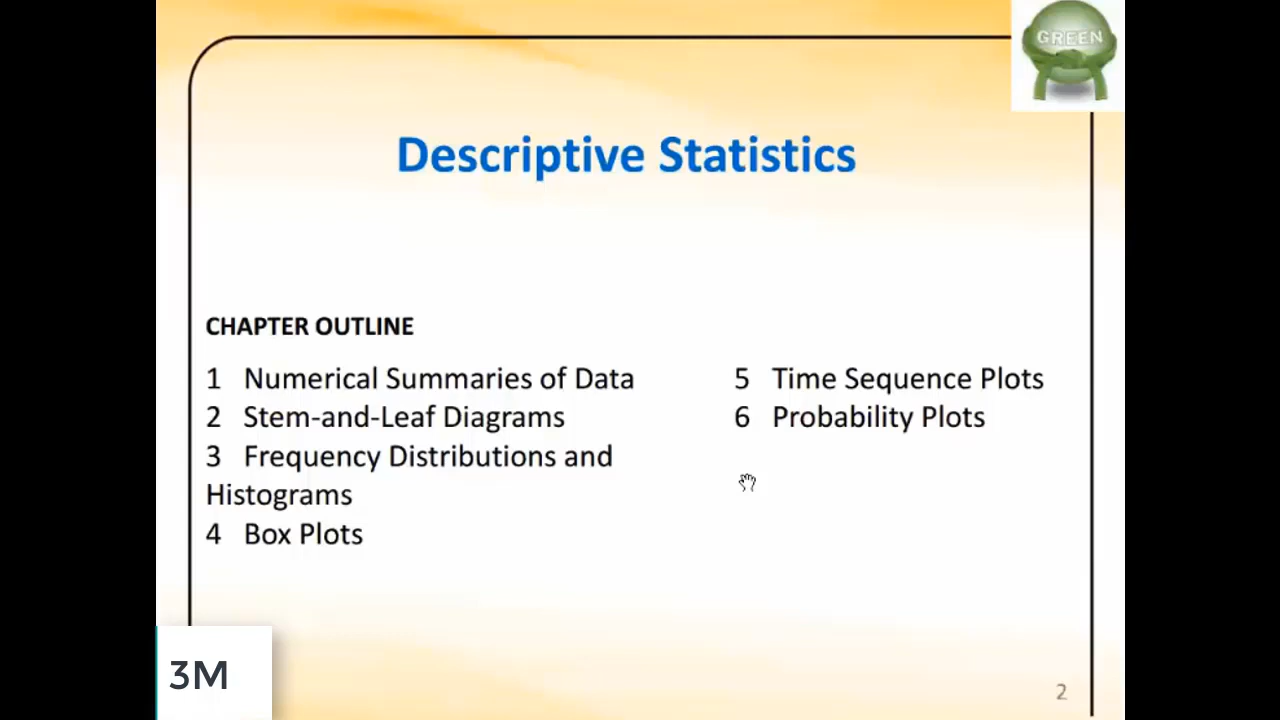 GREEN
Descriptive Statistics
CHAPTER OUTLINE
1 Numerical Summaries of Data
2 Stem-and-Leaf Diagrams
3 Frequency Distributions and
Histograms
4 Box Plots
5 Time Sequence Plots
6 Probability Plots
3M
2